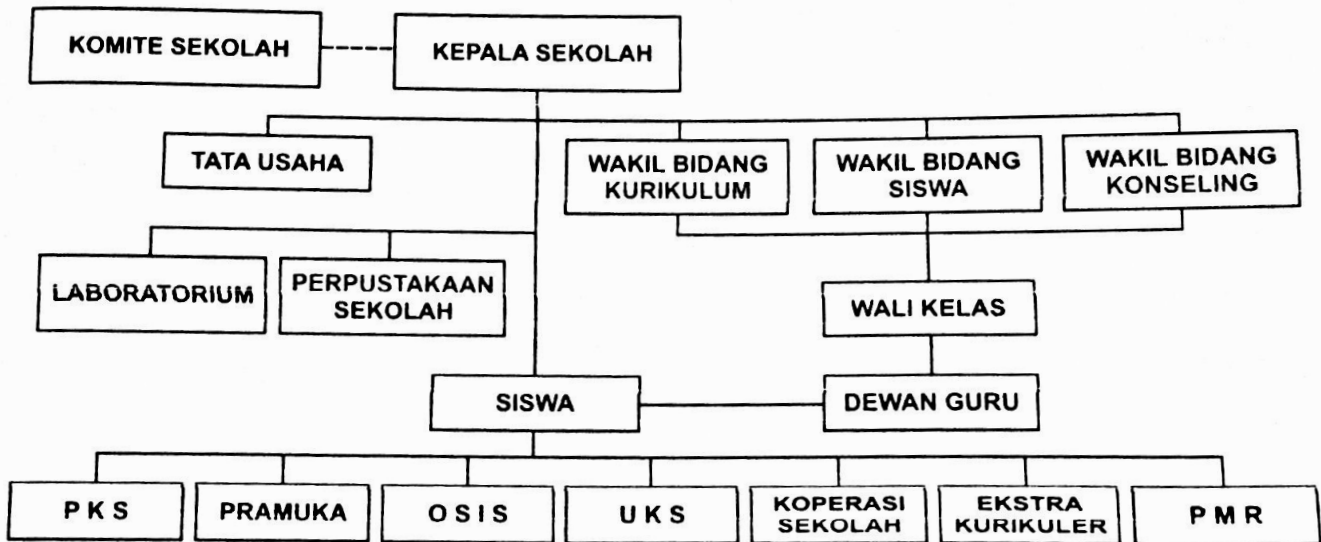 KOMITE SEKOLAH
KEPALA SEKOLAH
TATA USAHA
WAKIL BIDANG
KURIKULUM
WAKIL BIDANG
SISWA
WAKIL BIDANG
KONSELING
LABORATORIUM
PERPUSTAKAAN
SEKOLAH
WALI KELAS
SISWA
DEWAN GURU
P K S
PRAMUKA
O S I S
U K S
KOPERASI
SEKOLAH
EKSTRA
KURIKULER
P M R